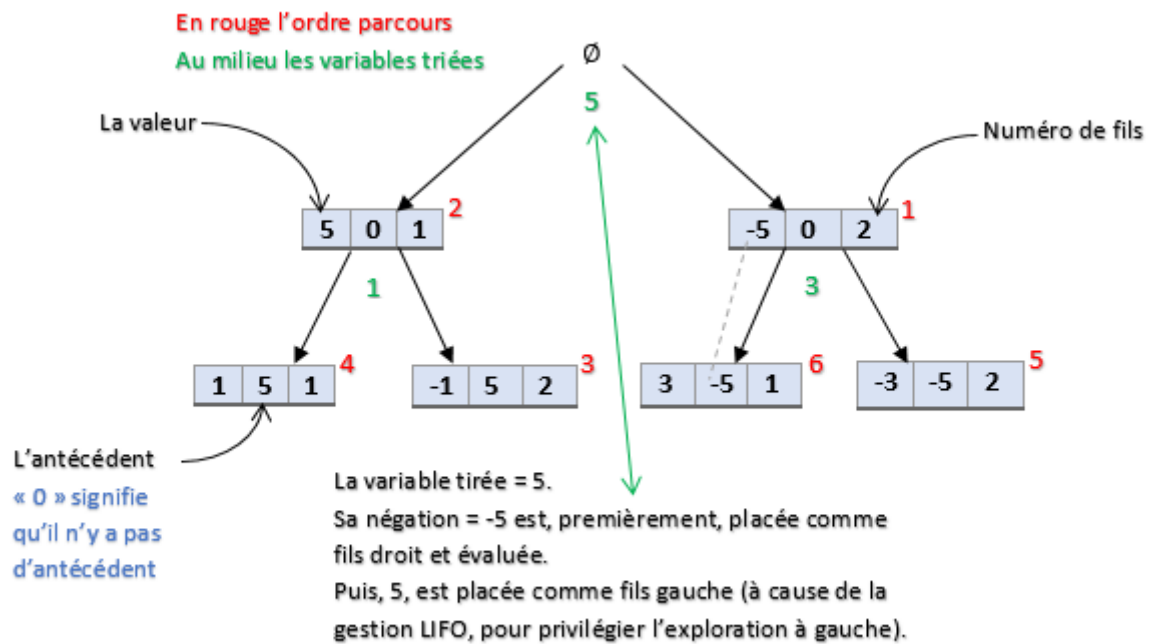 En rouge l'ordre parcours
Au milieu les variables triées
Ø
5
La valeur
Numéro de fils
5 0 1
2
-5 0 2
1
1
3
1 5 1
4
-1 5 2
3
3 -5 1
6
-3 -5 2
5
L'antécédent
« 0 » signifie
qu'il n'y a pas
d'antécédent
La variable tirée = 5.
Sa négation = -5 est, premièrement, placée comme
fils droit et évaluée.
Puis, 5, est placée comme fils gauche (à cause de la
gestion LIFO, pour privilégier l'exploration à gauche).